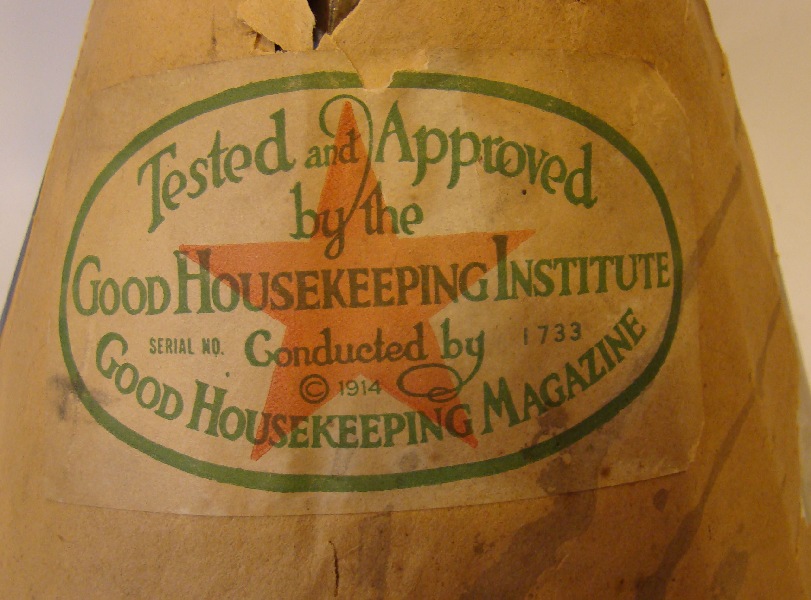 Tested and Approved
by the
GOOD HOUSEKEEPING INSTITUTE
SERIAL NO. Conducted by 1733
© 1914
GOOD HOUSEKEEPING MAGAZINE